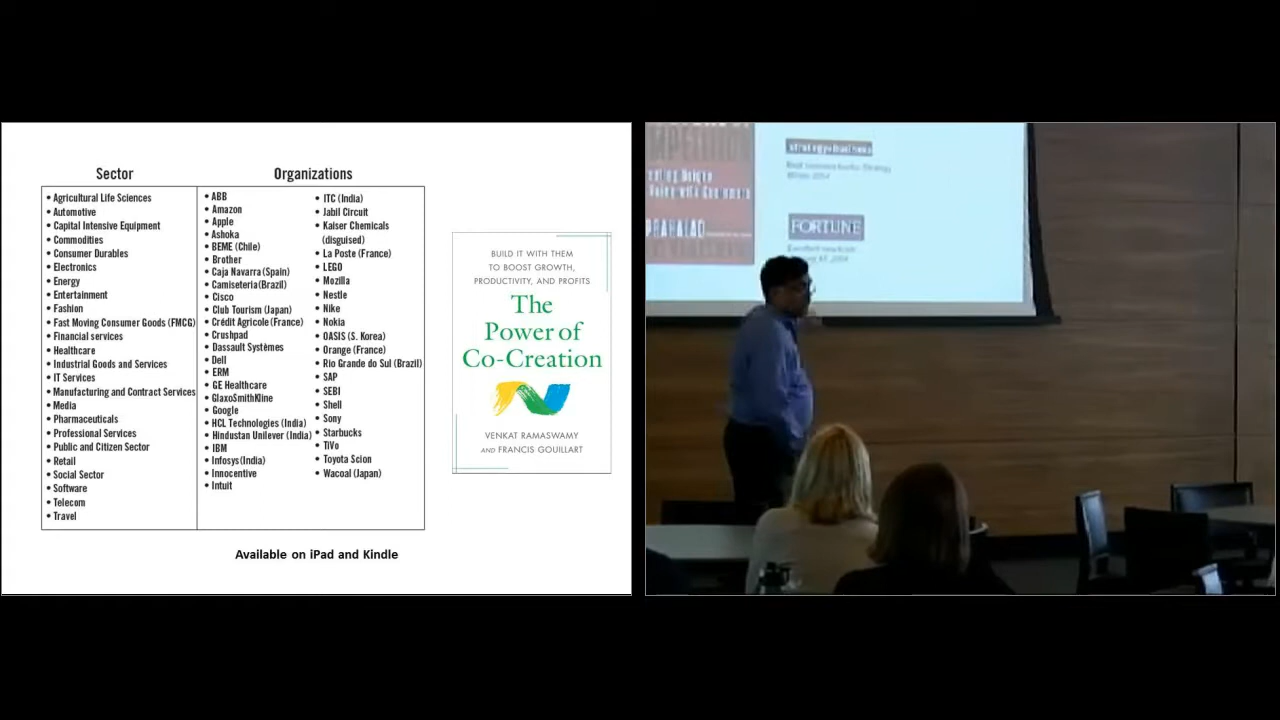 Sector
• Agricultural Life Sciences
• Automotive
• Capital Intensive Equipment
• Commodities
• Consumer Durables
• Electronics
• Energy
• Entertainment
• Fashion
• Fast Moving Consumer Goods (FMCG)
• Financial services
• Healthcare
• Industrial Goods and Services
• IT Services
• Manufacturing and Contract Services
• Media
• Pharmaceuticals
• Professional Services
• Public and Citizen Sector
• Retail
• Social Sector
• Software
• Telecom
• Travel
Organizations
• ABB
• Amazon
• Apple
• Ashoka
• BEME (Chile)
• Brother
• Caja Navarra (Spain)
• Camiseteria(Brazil)
• Cisco
• Club Tourism (Japan)
• Crédit Agricole (France)
• Crushpad
• Dassault Systèmes
• Dell
• ERM
• GE Healthcare
• GlaxoSmithKline
• Google
• HCL Technologies (India)
• Hindustan Unilever (India)
• IBM
• Infosys(India)
• Innocentive
• Intuit
• ITC (India)
• Jabil Circuit
• Kaiser Chemicals
(disguised)
• La Poste (France)
• LEGO
• Mozilla
• Nestle
• Nike
• Nokia
• OASIS (S. Korea)
• Orange (France)
• Rio Grande do Sul (Brazil)
• SAP
• SEBI
• Shell
• Sony
• Starbucks
• TiVo
• Toyota Scion
• Wacoal (Japan)
BUILD IT WITH THEM
TO BOOST GROWTH,
PRODUCTIVITY, AND PROFITS
The
Power of
Co-Creation
VENKAT RAMASWAMY
AND FRANCIS GOUILLART
Available on iPad and Kindle
strategy+business
PRAHALAD
FORTUNE